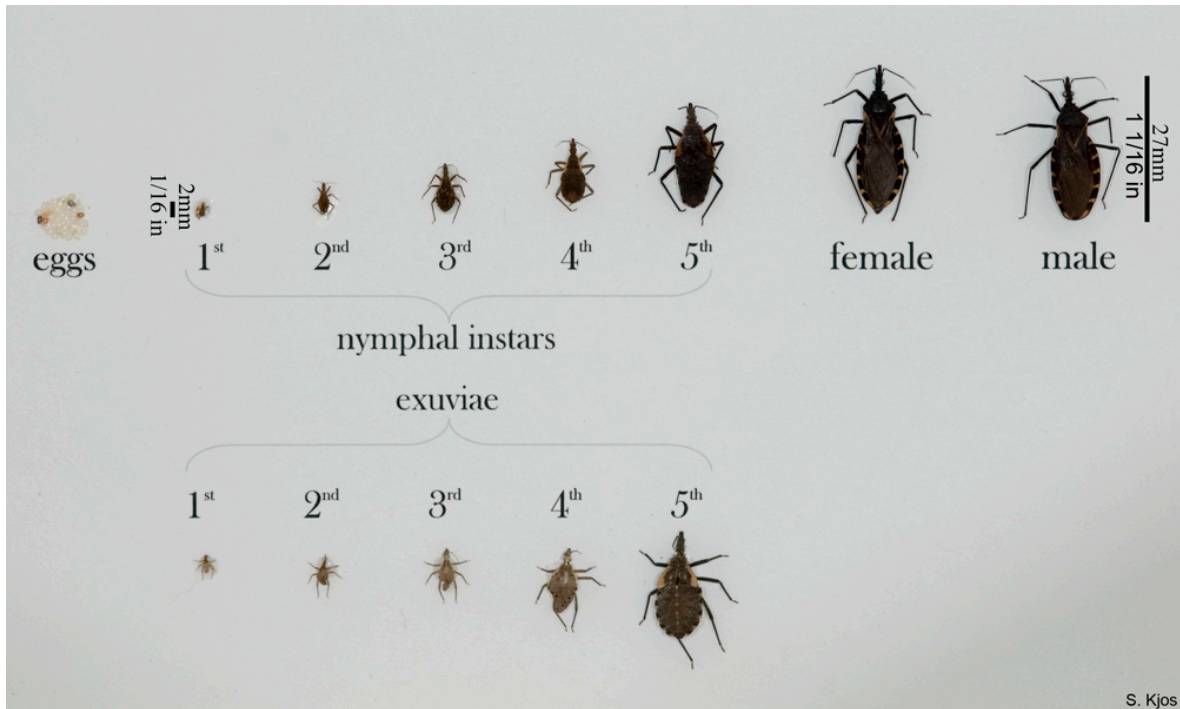 2mm
1/16 in
27mm
1 1/16 in
eggs
1st
2nd
3rd
4th
5th
female
male
nymphal instars
exuviae
1st
2nd
3rd
4th
5th
S. Kjos